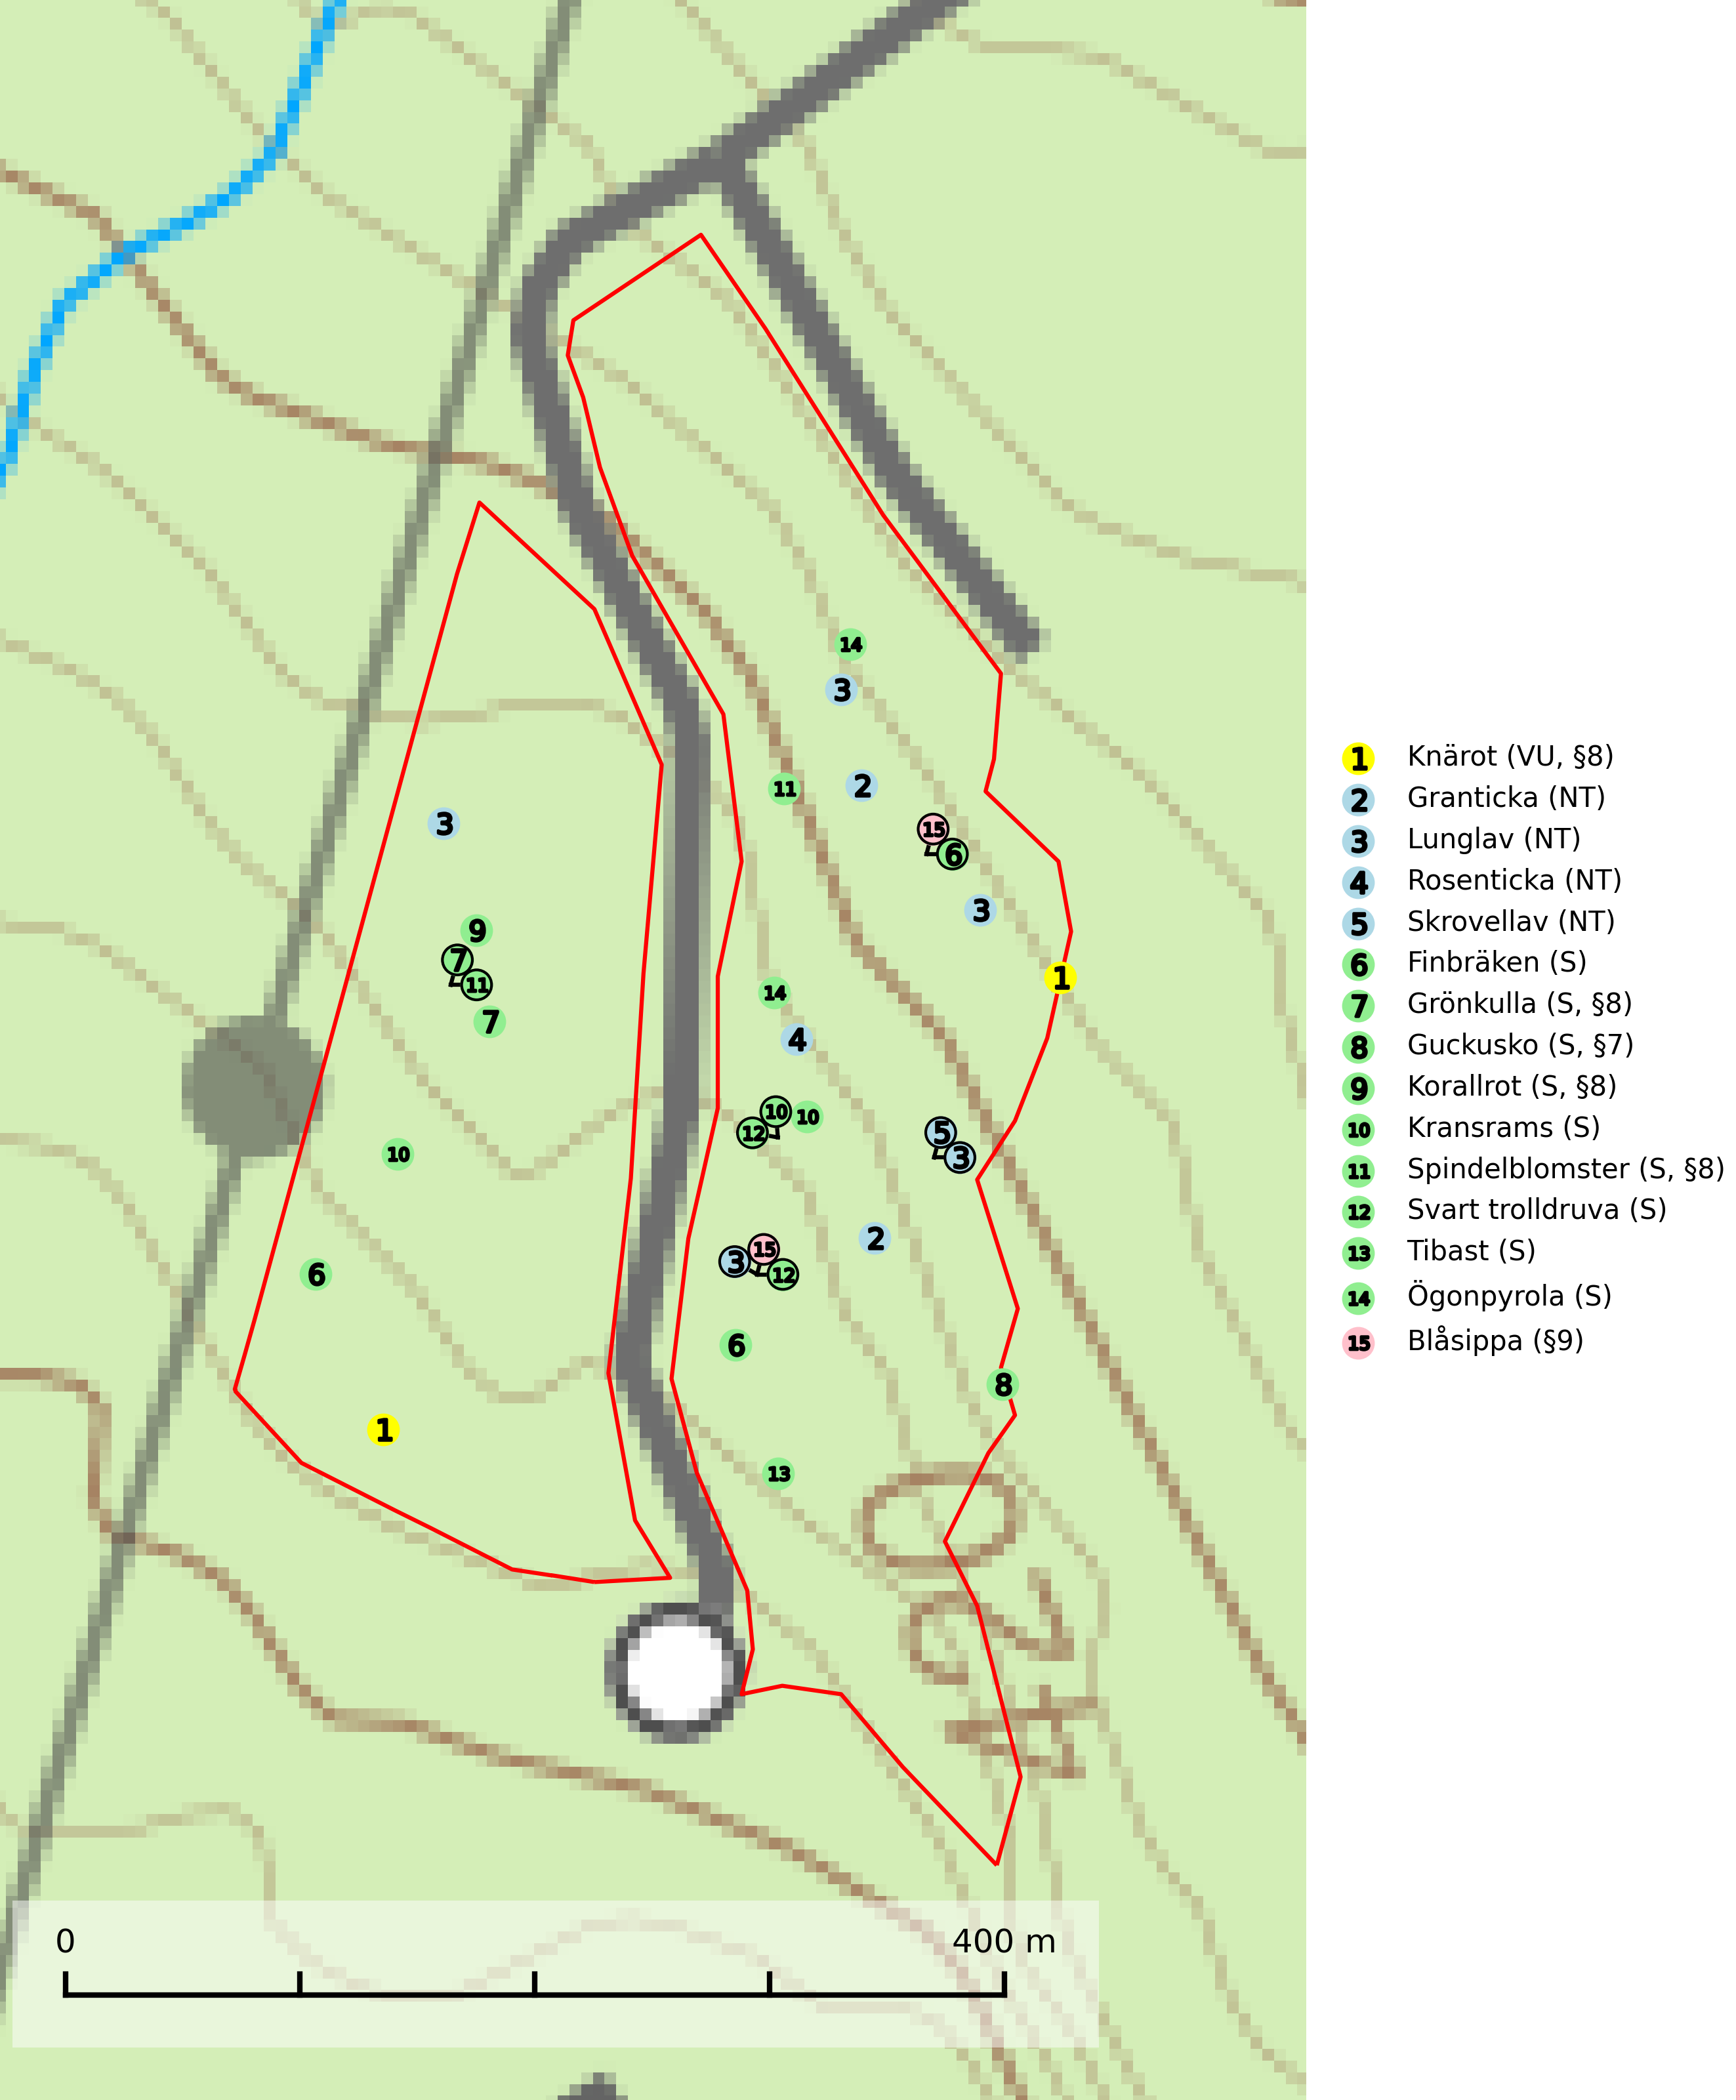 14
3
11
2
3
15
6
9
3
7
11
1
14
7
4
10
10
12
5
10
3
2
15
3
12
6
6
8
1
13
1 Knärot (VU, §8)
2 Granticka (NT)
3 Lunglav (NT)
4 Rosenticka (NT)
5 Skrovellav (NT)
6 Finbräken (S)
7 Grönkulla (S, §8)
8 Guckusko (S, §7)
9 Korallrot (S, §8)
10 Kransrams (S)
11 Spindelblomster (S, §8)
12 Svart trolldruva (S)
13 Tibast (S)
14 Ögonpyrola (S)
15 Blåsippa (§9)
0 400 m